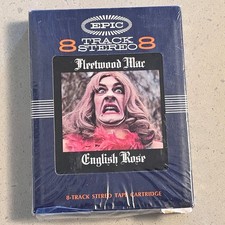 EPIC
8 TRACK 8
STEREO
Fleetwood Mac
English Rose
8-TRACK STEREO TAPE CARTRIDGE